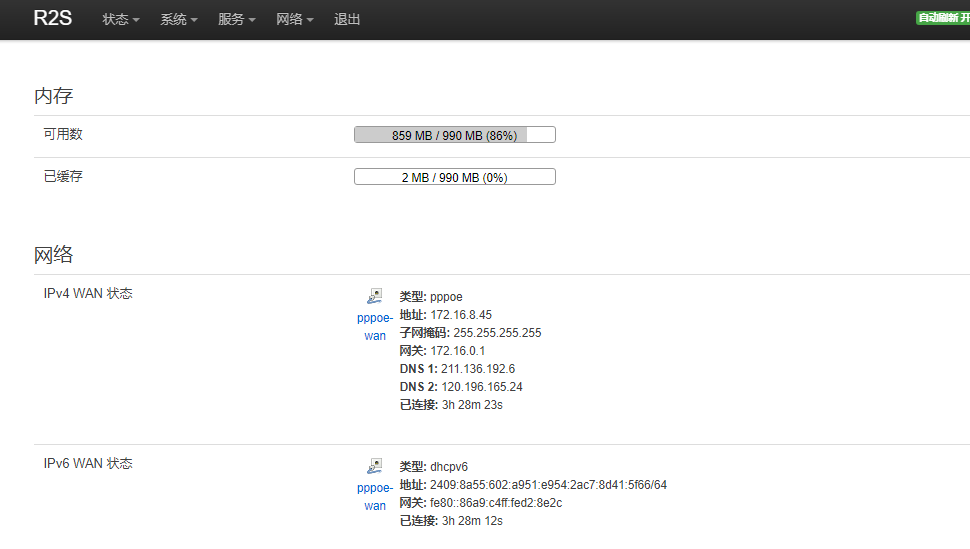 R2S 状态 系统 服务 网络 退出 自动刷新 开
内存
可用数 859 MB / 990 MB (86%)
已缓存 2 MB / 990 MB (0%)
网络
IPv4 WAN 状态
pppoe-wan
类型: pppoe
地址: 172.16.8.45
子网掩码: 255.255.255.255
网关: 172.16.0.1
DNS 1: 211.136.192.6
DNS 2: 120.196.165.24
已连接: 3h 28m 23s
IPv6 WAN 状态
pppoe-wan
类型: dhcpv6
地址: 2409:8a55:602:a951:e954:2ac7:8d41:5f66/64
网关: fe80::86a9:c4ff:fed2:8e2c
已连接: 3h 28m 12s